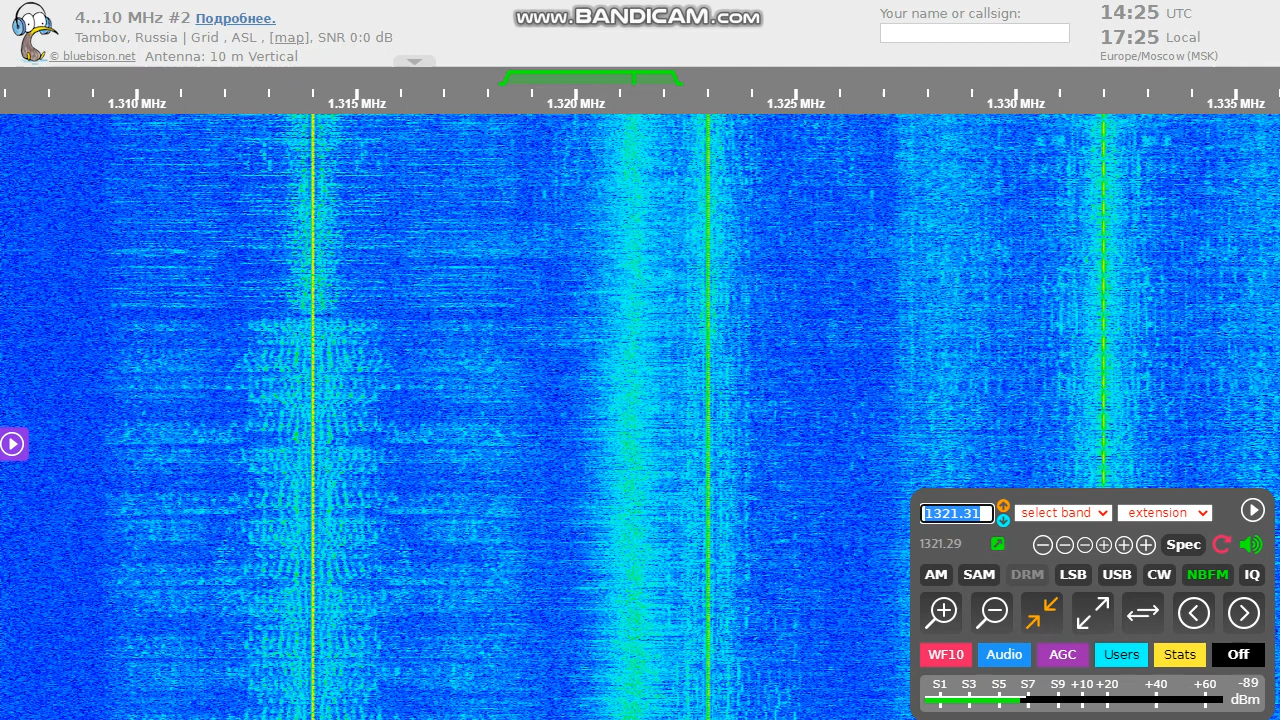 4...10 MHz #2 Подробнее.
Tambov, Russia | Grid , ASL , [map], SNR 0:0 dB
© bluebison.net Antenna: 10 m Vertical
www.BANDICAM.com
Your name or callsign:
14:25 UTC
17:25 Local
Europe/Moscow (MSK)
1.310 MHz 1.315 MHz 1.320 MHz 1.325 MHz 1.330 MHz 1.335 MHz
1321.31 select band extension
1321.29 Spec
AM SAM DRM LSB USB CW NBFM IQ
WF10 Audio AGC Users Stats Off
S1 S3 S5 S7 S9 +10 +20 +40 +60 -89
dBm